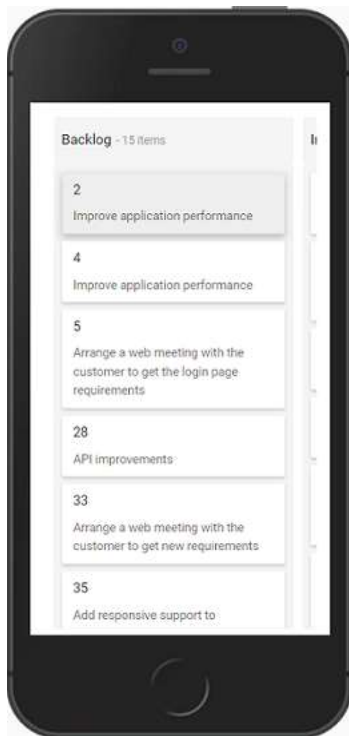 Backlog - 15 items
2
Improve application performance
4
Improve application performance
5
Arrange a web meeting with the
customer to get the login page
requirements
28
API improvements
33
Arrange a web meeting with the
customer to get new requirements
35
Add responsive support to